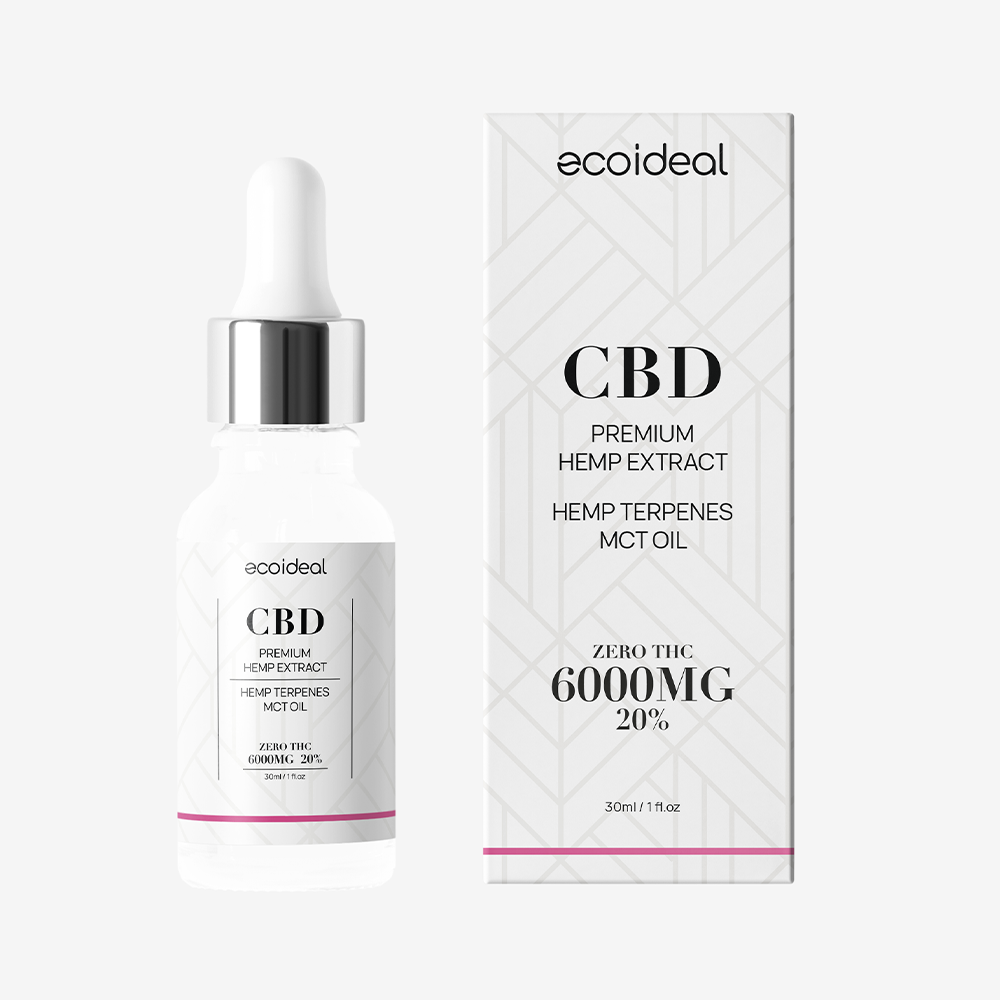 ecoideal
CBD
PREMIUM
HEMP EXTRACT
HEMP TERPENES
MCT OIL
ZERO THC
6000MG 20%
30ml / 1 fl.oz
ecoideal
CBD
PREMIUM
HEMP EXTRACT
HEMP TERPENES
MCT OIL
ZERO THC
6000MG
20%
30ml / 1 fl.oz